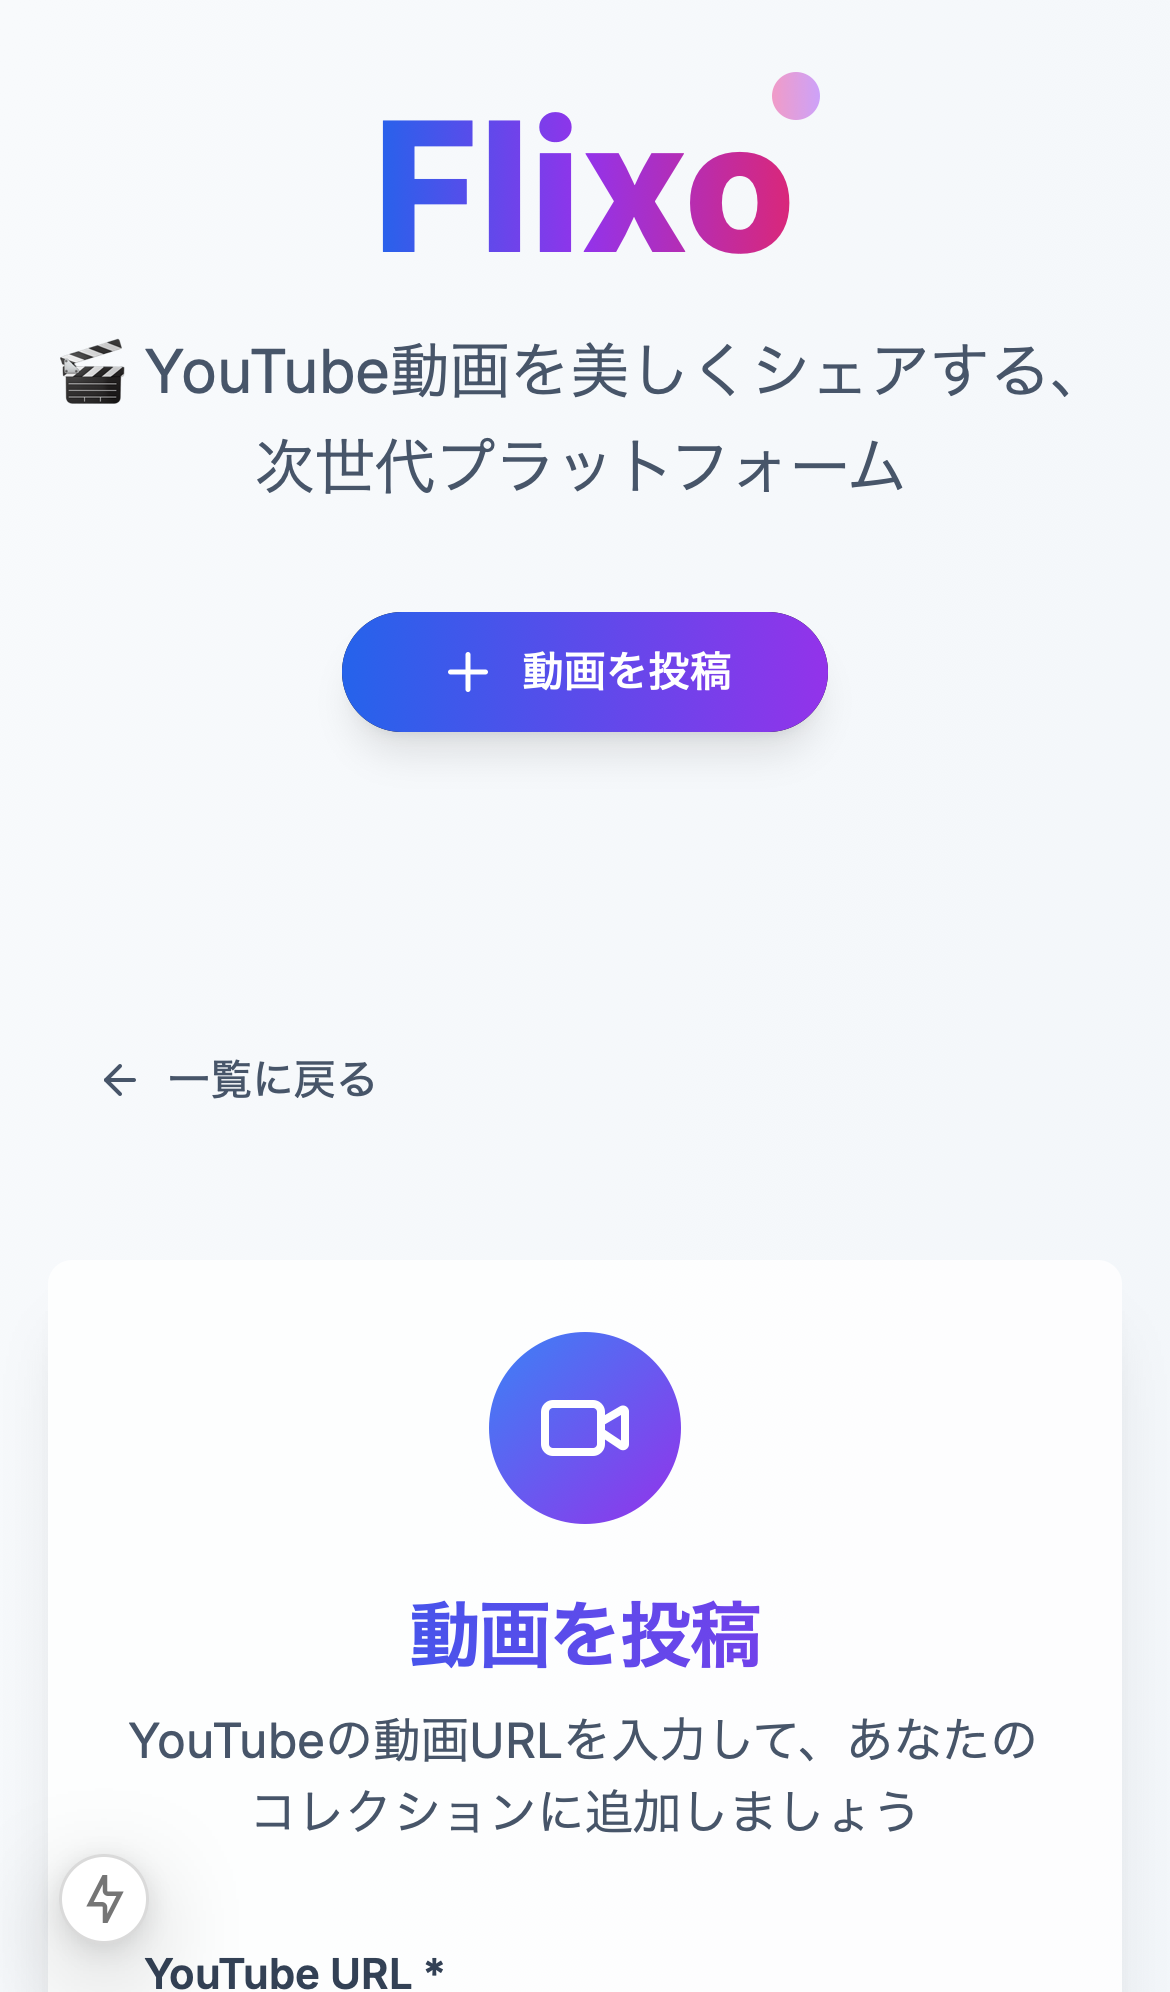 Flixo
🎬 YouTube動画を美しくシェアする、
次世代プラットフォーム
動画を投稿
一覧に戻る
動画を投稿
YouTubeの動画URLを入力して、あなたの
コレクションに追加しましょう
YouTube URL *